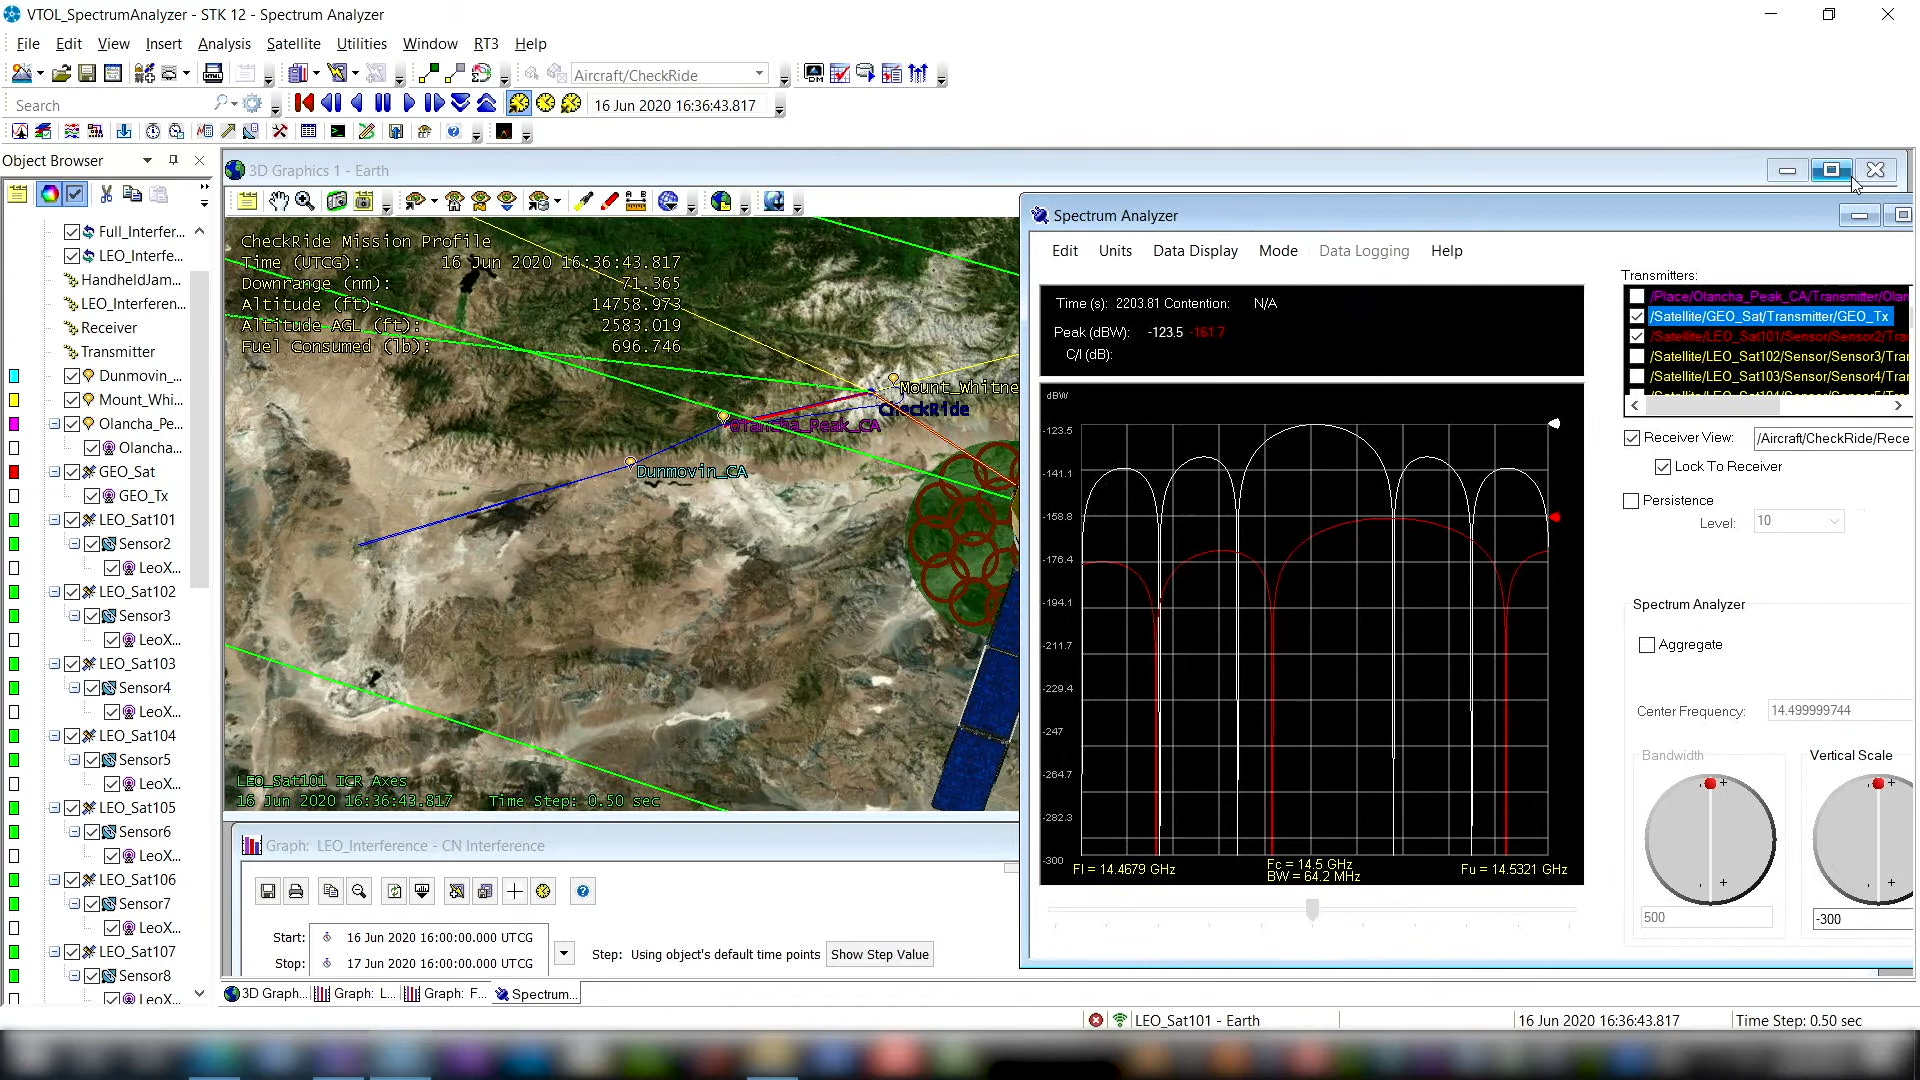 VTOL_SpectrumAnalyzer - STK 12 - Spectrum Analyzer
File Edit View Insert Analysis Satellite Utilities Window RT3 Help
Aircraft/CheckRide
Search
16 Jun 2020 16:36:43.817
Object Browser
Full_Interfer...
LEO_Interfe...
HandheldJam...
LEO_Interferen...
Receiver
Transmitter
Dunmovin_...
Mount_Whi...
Olancha_Pe...
Olancha...
GEO_Sat
GEO_Tx
LEO_Sat101
Sensor2
LeoX...
LEO_Sat102
Sensor3
LeoX...
LEO_Sat103
Sensor4
LeoX...
LEO_Sat104
Sensor5
LeoX...
LEO_Sat105
Sensor6
LeoX...
LEO_Sat106
Sensor7
LeoX...
LEO_Sat107
Sensor8
LeoX...
3D Graphics 1 - Earth
CheckRide Mission Profile
Time (UTCG): 16 Jun 2020 16:36:43.817
Downrange (nm): 71.365
Altitude (ft): 14758.973
Altitude AGL (ft): 2583.019
Fuel Consumed (lb): 696.746
Mount_Whitne
CheckRide
Olancha_Peak_CA
Dunmovin_CA
LEO_Sat101 ICR Axes
16 Jun 2020 16:36:43.817 Time Step: 0.50 sec
Graph: LEO_Interference - CN Interference
Start: 16 Jun 2020 16:00:00.000 UTCG
Stop: 17 Jun 2020 16:00:00.000 UTCG
Step: Using object's default time points Show Step Value
3D Graph... Graph: L... Graph: F... Spectrum...
Spectrum Analyzer
Edit Units Data Display Mode Data Logging Help
Time (s): 2203.81 Contention: N/A
Peak (dBW): -123.5 -161.7
C/I (dB):
dBW
-123.5
-141.1
-158.8
-176.4
-194.1
-211.7
-229.4
-247
-264.7
-282.3
-300
Fl = 14.4679 GHz
Fc = 14.5 GHz
BW = 64.2 MHz
Fu = 14.5321 GHz
Transmitters:
/Place/Olancha_Peak_CA/Transmitter/Olan
/Satellite/GEO_Sat/Transmitter/GEO_Tx
/Satellite/LEO_Sat101/Sensor/Sensor2/Tra
/Satellite/LEO_Sat102/Sensor/Sensor3/Tran
/Satellite/LEO_Sat103/Sensor/Sensor4/Tran
Receiver View: /Aircraft/CheckRide/Rece
Lock To Receiver
Persistence
Level: 10
Spectrum Analyzer
Aggregate
Center Frequency: 14.499999744
Bandwidth
500
Vertical Scale
-300
LEO_Sat101 - Earth
16 Jun 2020 16:36:43.817
Time Step: 0.50 sec